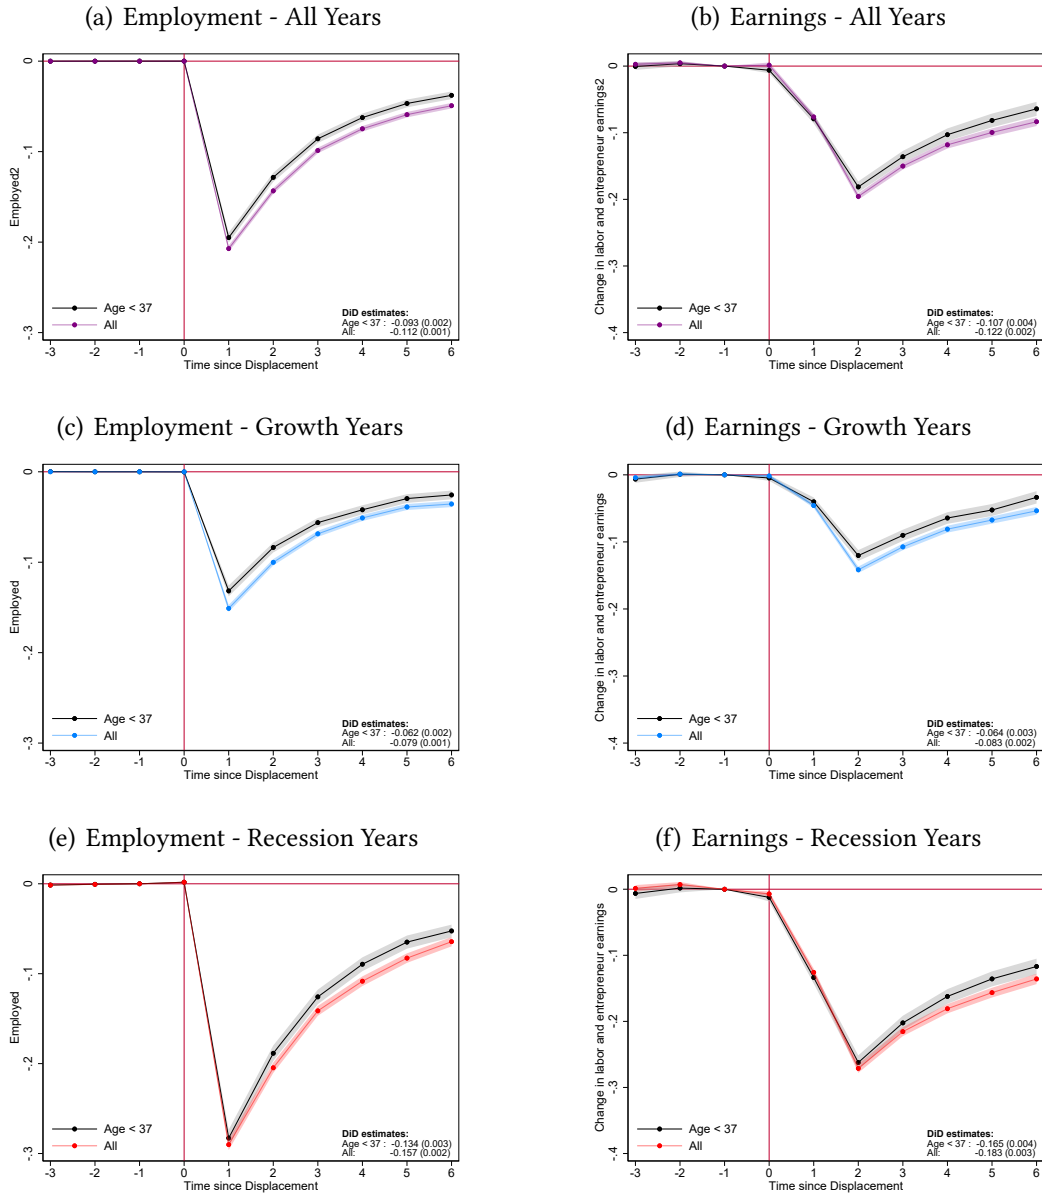 (a) Employment - All Years
Employed2
0
-.1
-.2
-.3
Age < 37
All
DiD estimates:
Age < 37 : -0.093 (0.002)
All: -0.112 (0.001)
-3 -2 -1 0 1 2 3 4 5 6
Time since Displacement
(b) Earnings - All Years
Change in labor and entrepreneur earnings2
0
-.1
-.2
-.3
-.4
Age < 37
All
DiD estimates:
Age < 37 : -0.107 (0.004)
All: -0.122 (0.002)
-3 -2 -1 0 1 2 3 4 5 6
Time since Displacement
(c) Employment - Growth Years
Employed
0
-.1
-.2
-.3
Age < 37
All
DiD estimates:
Age < 37 : -0.062 (0.002)
All: -0.079 (0.001)
-3 -2 -1 0 1 2 3 4 5 6
Time since Displacement
(d) Earnings - Growth Years
Change in labor and entrepreneur earnings
0
-.1
-.2
-.3
-.4
Age < 37
All
DiD estimates:
Age < 37 : -0.064 (0.003)
All: -0.083 (0.002)
-3 -2 -1 0 1 2 3 4 5 6
Time since Displacement
(e) Employment - Recession Years
Employed
0
-.1
-.2
-.3
Age < 37
All
DiD estimates:
Age < 37 : -0.134 (0.003)
All: -0.157 (0.002)
-3 -2 -1 0 1 2 3 4 5 6
Time since Displacement
(f) Earnings - Recession Years
Change in labor and entrepreneur earnings
0
-.1
-.2
-.3
-.4
Age < 37
All
DiD estimates:
Age < 37 : -0.165 (0.004)
All: -0.183 (0.003)
-3 -2 -1 0 1 2 3 4 5 6
Time since Displacement